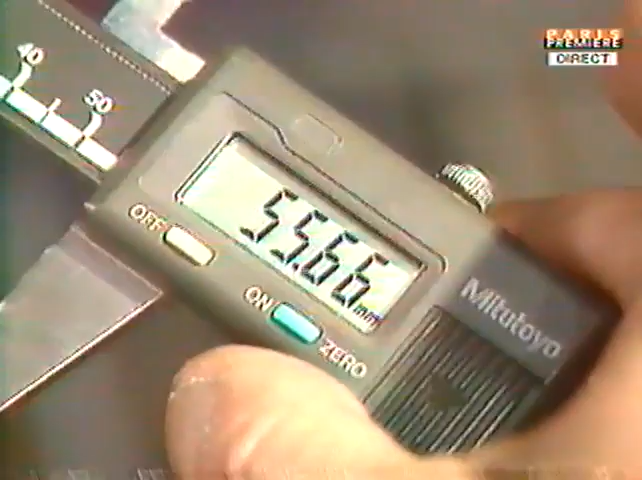 PARIS
PREMIERE
DIRECT
40
50
OFF
55.66 mm
ON
ZERO
Mitutoyo